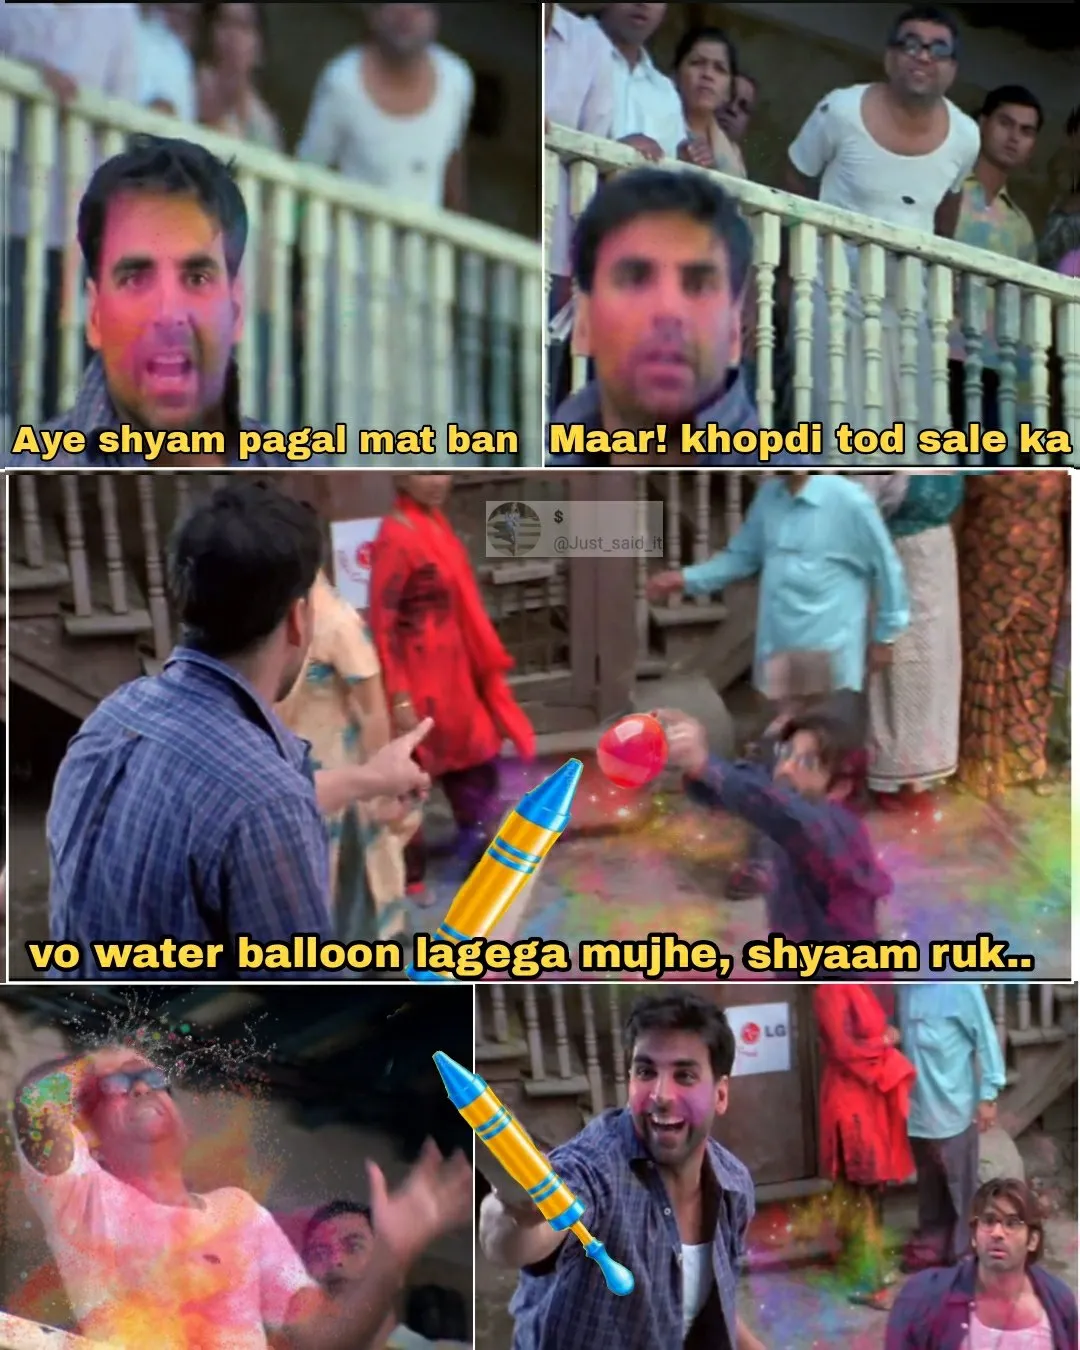 Aye shyam pagal mat ban
Maar! khopdi tod sale ka
$
@Just_said_it
LG
vo water balloon lagega mujhe, shyaam ruk..
LG